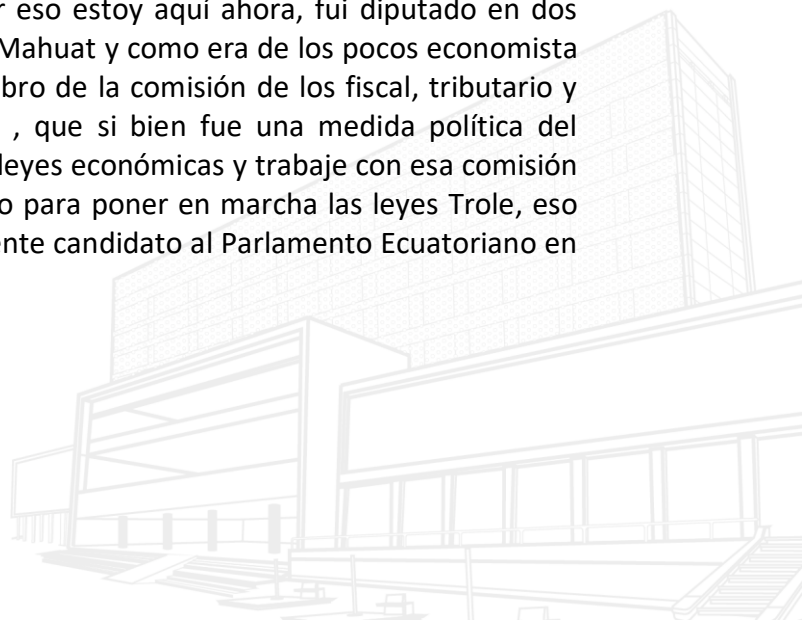 r eso estoy aquí ahora, fui diputado en dos
Mahuat y como era de los pocos economista
bro de la comisión de los fiscal, tributario y
, que si bien fue una medida política del
leyes económicas y trabaje con esa comisión
o para poner en marcha las leyes Trole, eso
ente candidato al Parlamento Ecuatoriano en